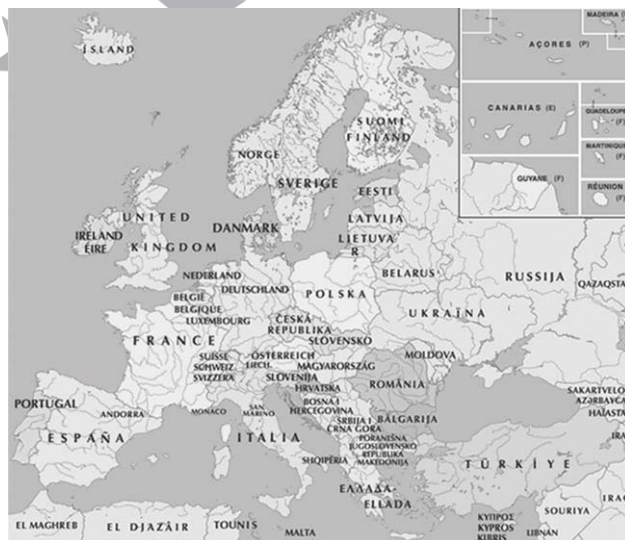 ÍSLAND
MADEIRA
AÇORES (P)
CANARIAS (E)
GUADELOUPE
(F)
MARTINIQUE
(F)
GUYANE (F)
RÉUNION
(F)
SUOMI
FINLAND
NORGE
SVERIGE
EESTI
UNITED
KINGDOM
LATVIJA
IRELAND
ÉIRE
DANMARK
LIETUVA
R
BELARUS
RUSSIJA
QAZAQSTA
NEDERLAND
DEUTSCHLAND
POLSKA
BELGIË
BELGIQUE
LUXEMBOURG
UKRAÏNA
ČESKÁ
REPUBLIKA
SLOVENSKO
FRANCE
SUISSE
SCHWEIZ
SVIZZERA
ÖSTERREICH
LIECH.
MAGYARORSZÁG
MOLDOVA
SLOVENIJA
HRVATSKA
ROMÂNIA
SAKARTVELO
AZƏRBAYCA
HAÏASTA
IRA
PORTUGAL
ANDORRA
MONACO
SAN
MARINO
BOSNA I
HERCEGOVINA
SRBIJA I
CRNA GORA
BĂLGARIJA
ESPAÑA
ITALIA
PORANEŠNA
JUGOSLOVENSKO
REPUBLIKA
MAKEDONIJA
SHQIPËRIA
TÜRKİYE
ΕΛΛΑΔΑ
ELLADA
IRAQ
SOURIYA
EL MAGHREB
EL DJAZÂIR
TOUNIS
MALTA
ΚΥΠΡΟΣ
KYPROS
KIBRIS
LIBNAN